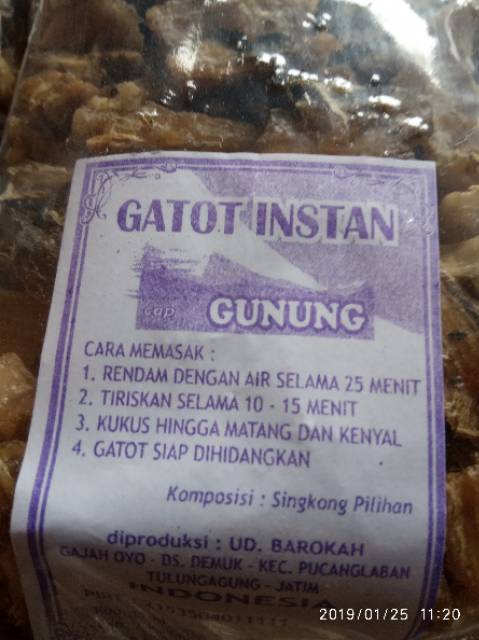 GATOT INSTAN
cap GUNUNG
CARA MEMASAK :
1. RENDAM DENGAN AIR SELAMA 25 MENIT
2. TIRISKAN SELAMA 10 - 15 MENIT
3. KUKUS HINGGA MATANG DAN KENYAL
4. GATOT SIAP DIHIDANGKAN
Komposisi : Singkong Pilihan
diproduksi : UD. BAROKAH
GAJAH OYO - DS. DEMUK - KEC. PUCANGLABAN
TULUNGAGUNG - JATIM
INDONESIA
2019/01/25 11:20